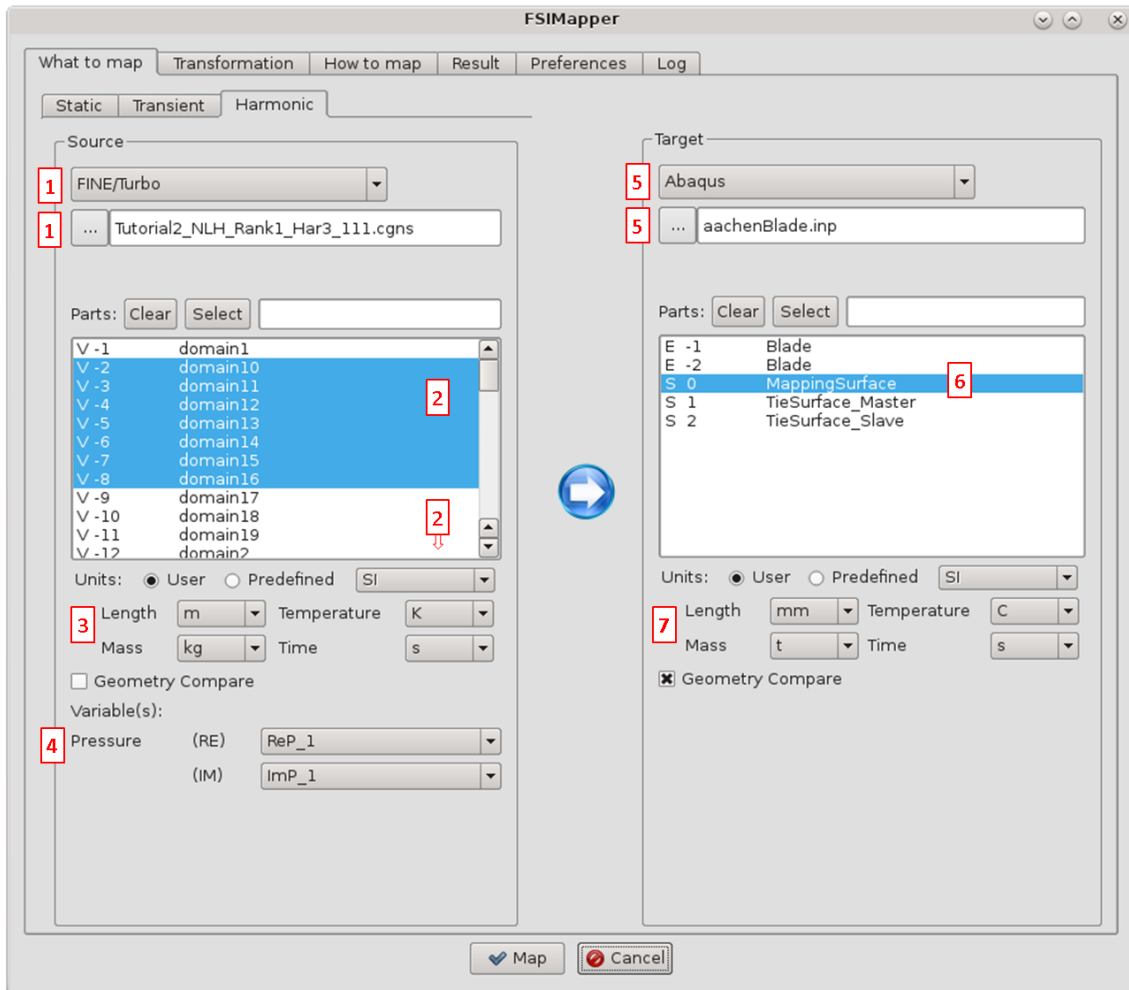 FSIMapper
What to map Transformation How to map Result Preferences Log
Static Transient Harmonic
Source
1 FINE/Turbo
1 ... Tutorial2_NLH_Rank1_Har3_111.cgns
Parts: Clear Select
V -1 domain1
V -2 domain10
V -3 domain11
V -4 domain12
V -5 domain13
V -6 domain14
V -7 domain15
V -8 domain16
V -9 domain17
V -10 domain18
V -11 domain19
V -12 domain2
2
2
Units: User Predefined SI
3 Length m Temperature K
Mass kg Time s
Geometry Compare
Variable(s):
4 Pressure (RE) ReP_1
(IM) ImP_1
Target
5 Abaqus
5 ... aachenBlade.inp
Parts: Clear Select
E -1 Blade
E -2 Blade
S 0 MappingSurface 6
S 1 TieSurface_Master
S 2 TieSurface_Slave
Units: User Predefined SI
7 Length mm Temperature C
Mass t Time s
Geometry Compare
Map Cancel